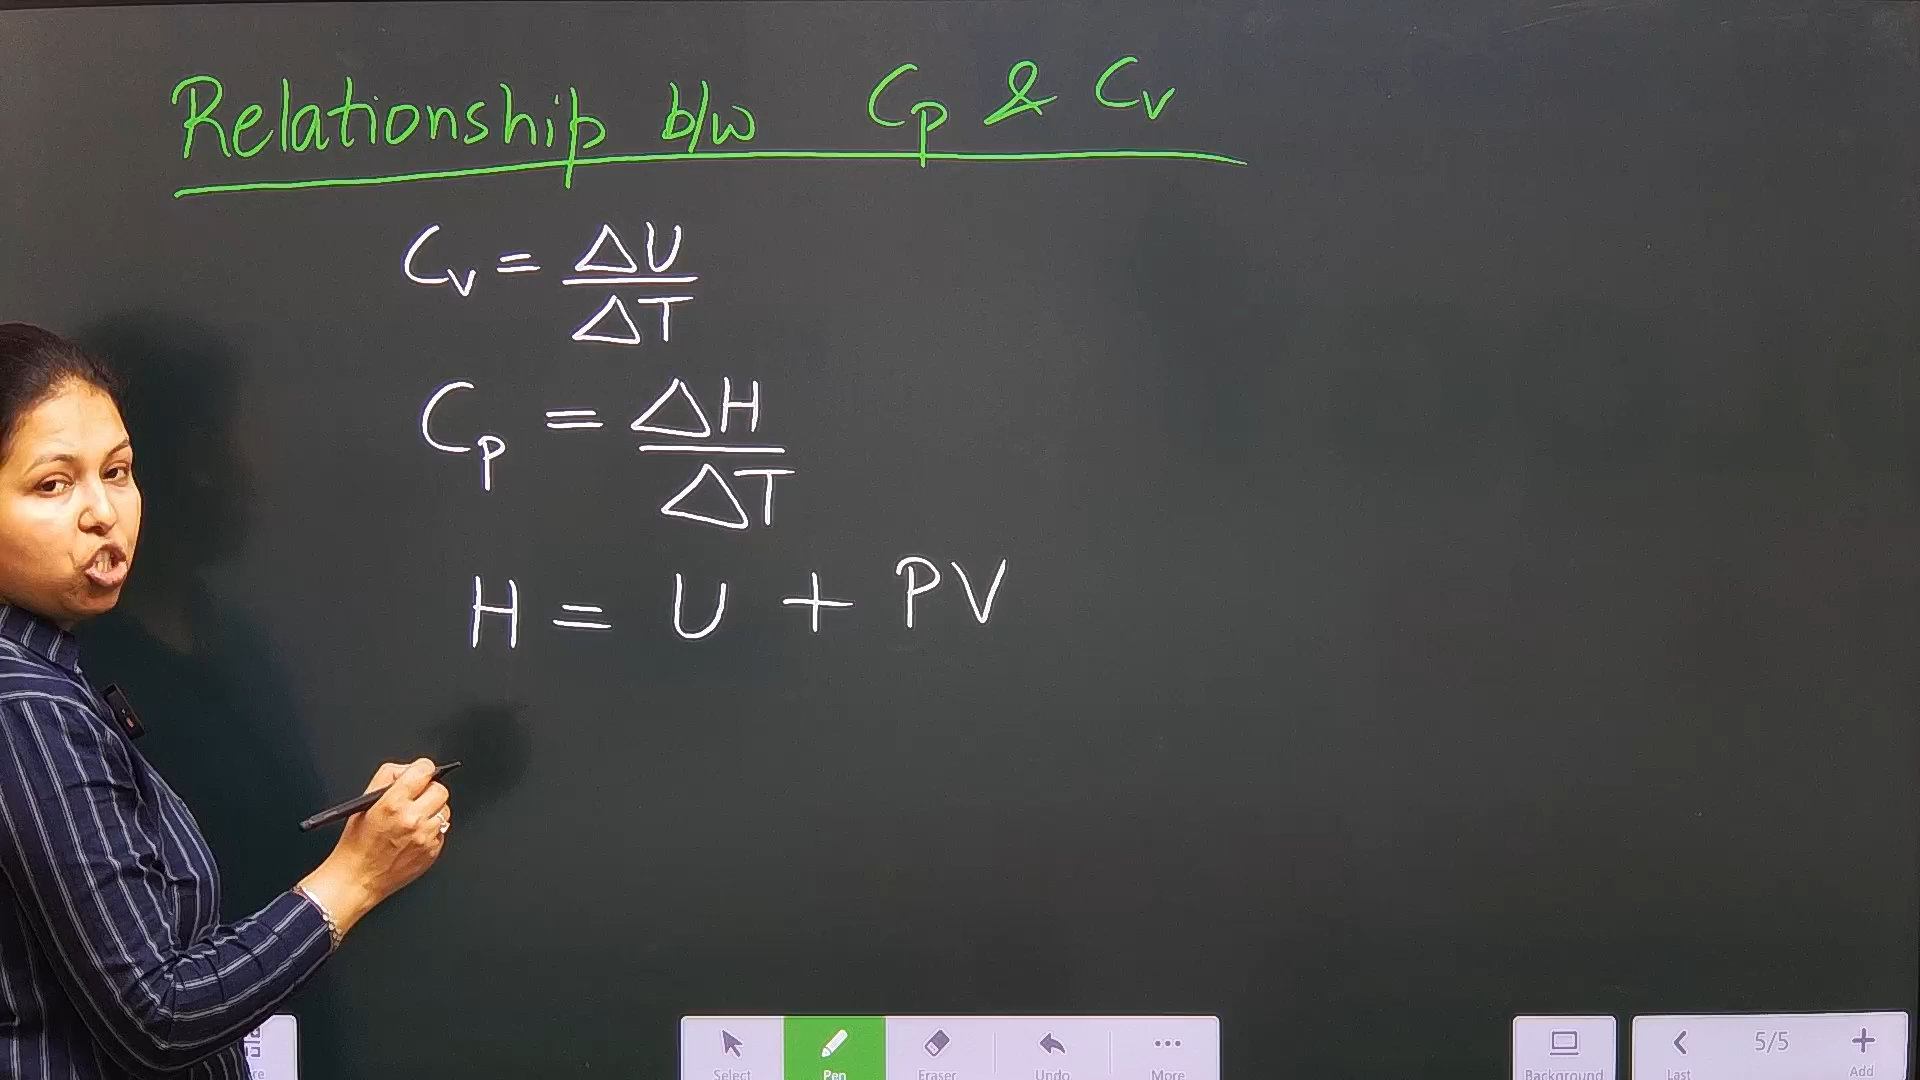 Relationship b/w Cp & Cv
Cv = ΔU/ΔT
Cp = ΔH/ΔT
H = U + PV
Select Pen Eraser Undo More Background Last 5/5 Add